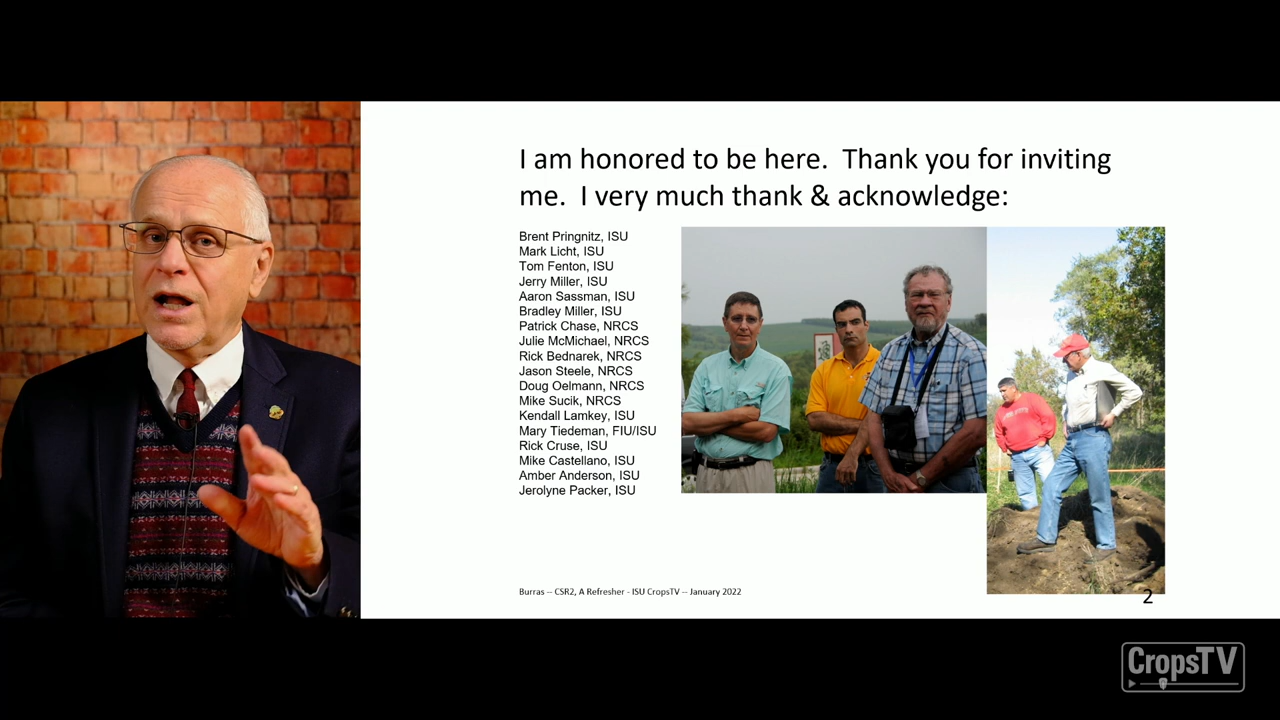 I am honored to be here.  Thank you for inviting
me.  I very much thank & acknowledge:
Brent Pringnitz, ISU
Mark Licht, ISU
Tom Fenton, ISU
Jerry Miller, ISU
Aaron Sassman, ISU
Bradley Miller, ISU
Patrick Chase, NRCS
Julie McMichael, NRCS
Rick Bednarek, NRCS
Jason Steele, NRCS
Doug Oelmann, NRCS
Mike Sucik, NRCS
Kendall Lamkey, ISU
Mary Tiedeman, FIU/ISU
Rick Cruse, ISU
Mike Castellano, ISU
Amber Anderson, ISU
Jerolyne Packer, ISU
Burras -- CSR2, A Refresher - ISU CropsTV -- January 2022
2
CropsTV